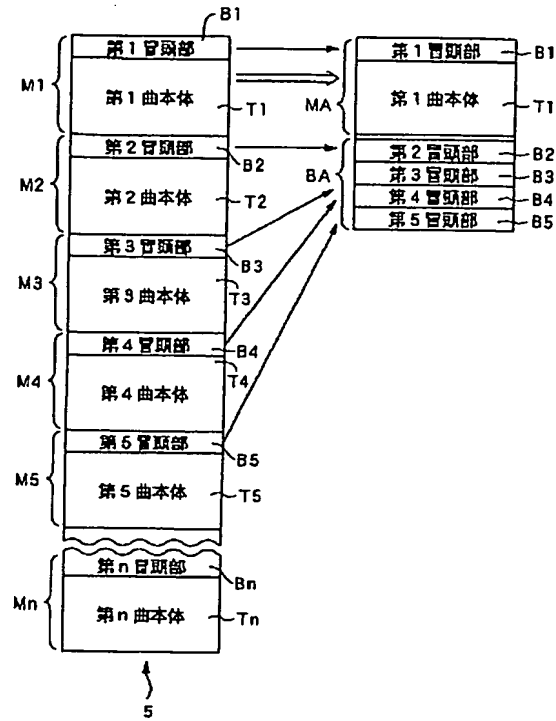 B1
M1
第1冒頭部
第1曲本体
T1
M2
第2冒頭部
B2
第2曲本体
T2
M3
第3冒頭部
B3
第3曲本体
T3
M4
第4冒頭部
B4
第4曲本体
T4
M5
第5冒頭部
B5
第5曲本体
T5
Mn
第n冒頭部
Bn
第n曲本体
Tn
5
MA
第1冒頭部
B1
第1曲本体
T1
BA
第2冒頭部
B2
第3冒頭部
B3
第4冒頭部
B4
第5冒頭部
B5